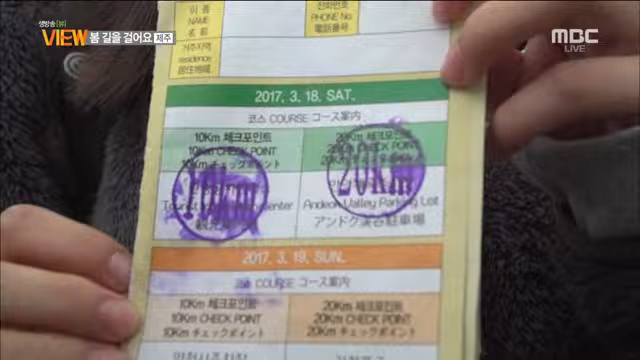 생방송 [뷰]
VIEW 봄 길을 걸어요 제주
MBC
LIVE
이 름
NAME
名 前
전화번호
PHONE No.
電話番号
거주지역
residence
居住地域
2017. 3. 18, SAT.
코스 COURSE コース案内
10Km 체크포인트
10Km CHECK POINT
10Km チェックポイント
20Km 체크포인트
20Km CHECK POINT
20Km チェックポイント
10Km
20Km
Tourist
center
Andeok Valley Parking Lot
アンドク渓谷駐車場
2017. 3. 19, SUN.
코스 COURSE コース案内
10Km 체크포인트
10Km CHECK POINT
10Km チェックポイント
20Km 체크포인트
20Km CHECK POINT
20Km チェックポイント